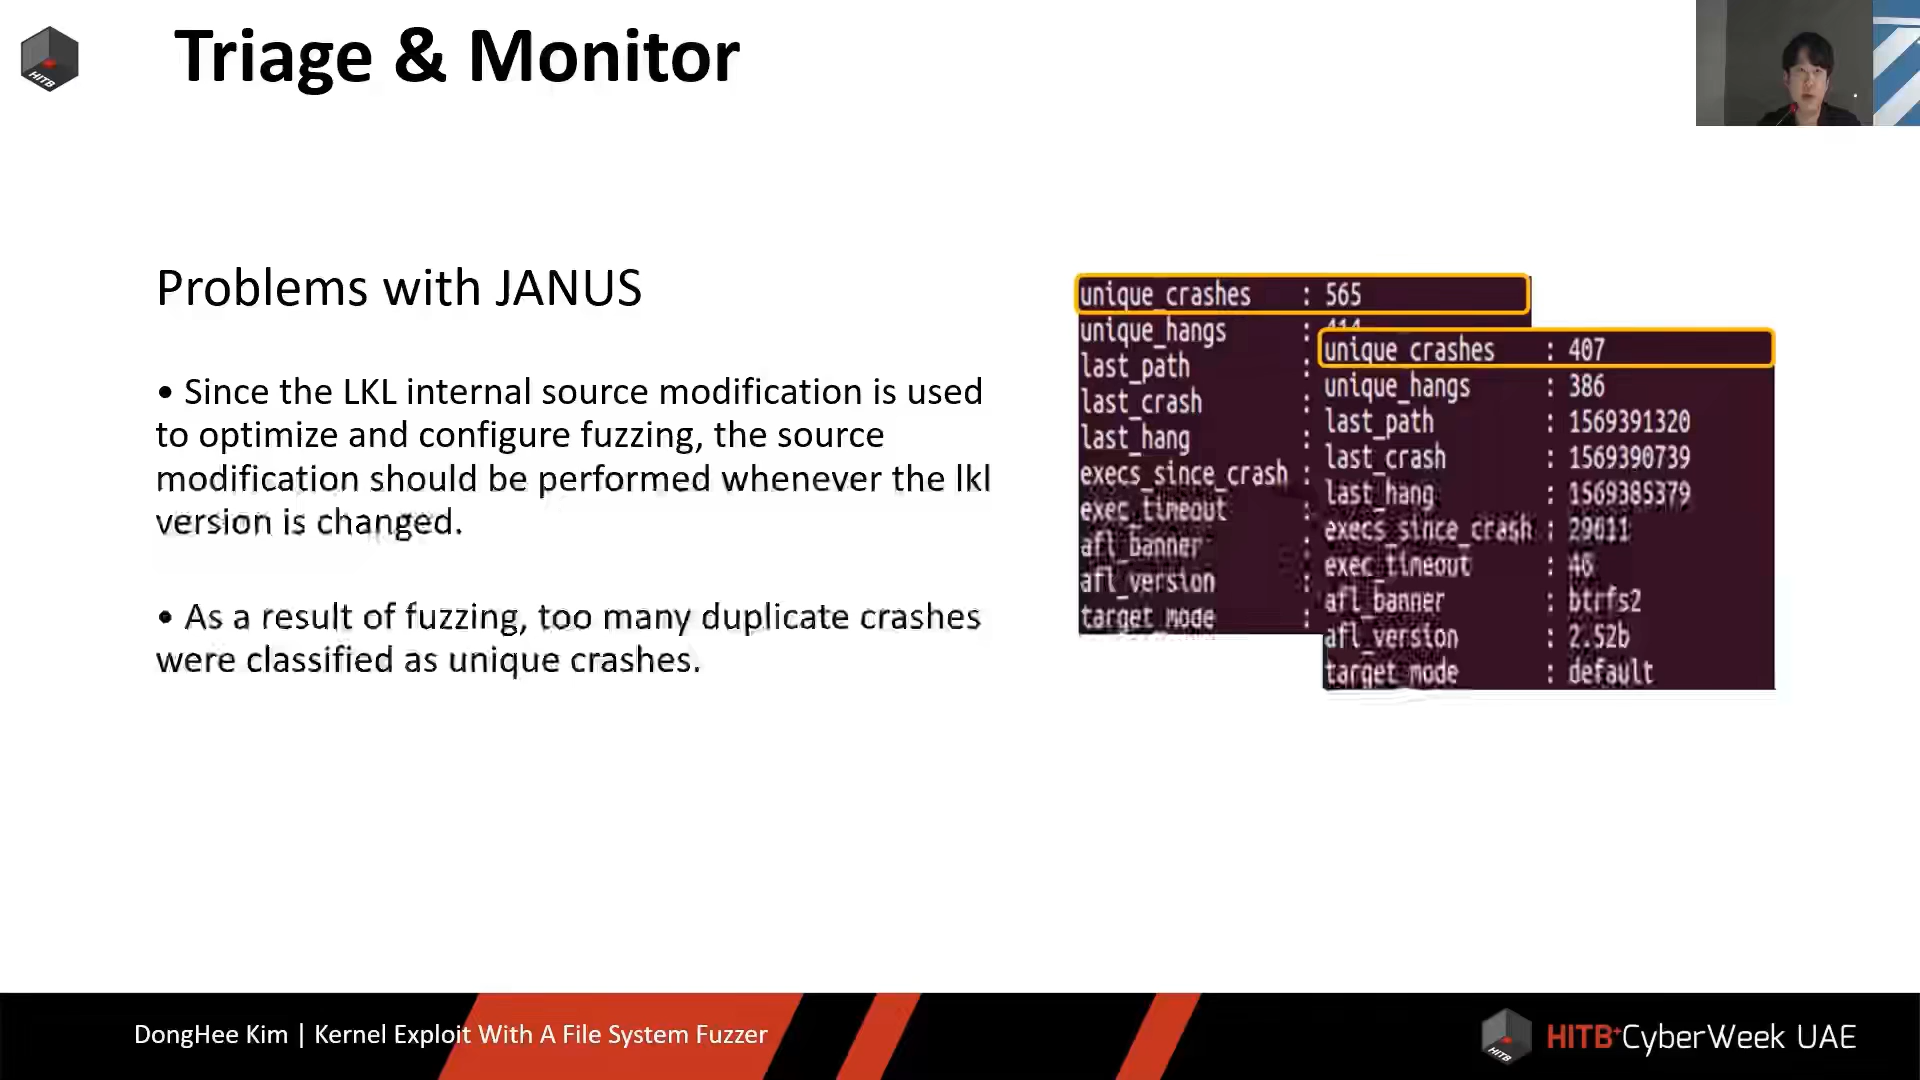 HITB
Triage & Monitor
Problems with JANUS
• Since the LKL internal source modification is used
to optimize and configure fuzzing, the source
modification should be performed whenever the lkl
version is changed.
• As a result of fuzzing, too many duplicate crashes
were classified as unique crashes.
unique_crashes : 565
unique_hangs : 414
last_path :
last_crash :
last_hang :
execs_since_crash :
exec_timeout :
afl_banner :
afl_version :
target_mode :
unique_crashes : 407
unique_hangs : 386
last_path : 1569391320
last_crash : 1569390739
last_hang : 1569385379
execs_since_crash : 29611
exec_timeout : 46
afl_banner : btrfs2
afl_version : 2.52b
target_mode : default
DongHee Kim | Kernel Exploit With A File System Fuzzer
HITB
HITB+CyberWeek UAE